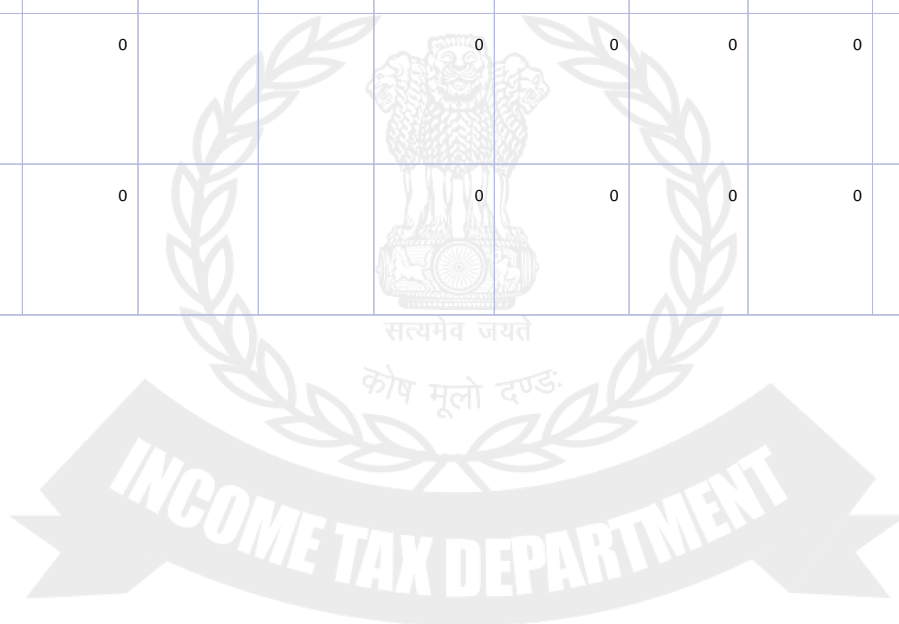 0 0 0 0 0
0 0 0 0 0
सत्यमेव जयते
कोष मूलो दण्डः
INCOME TAX DEPARTMENT